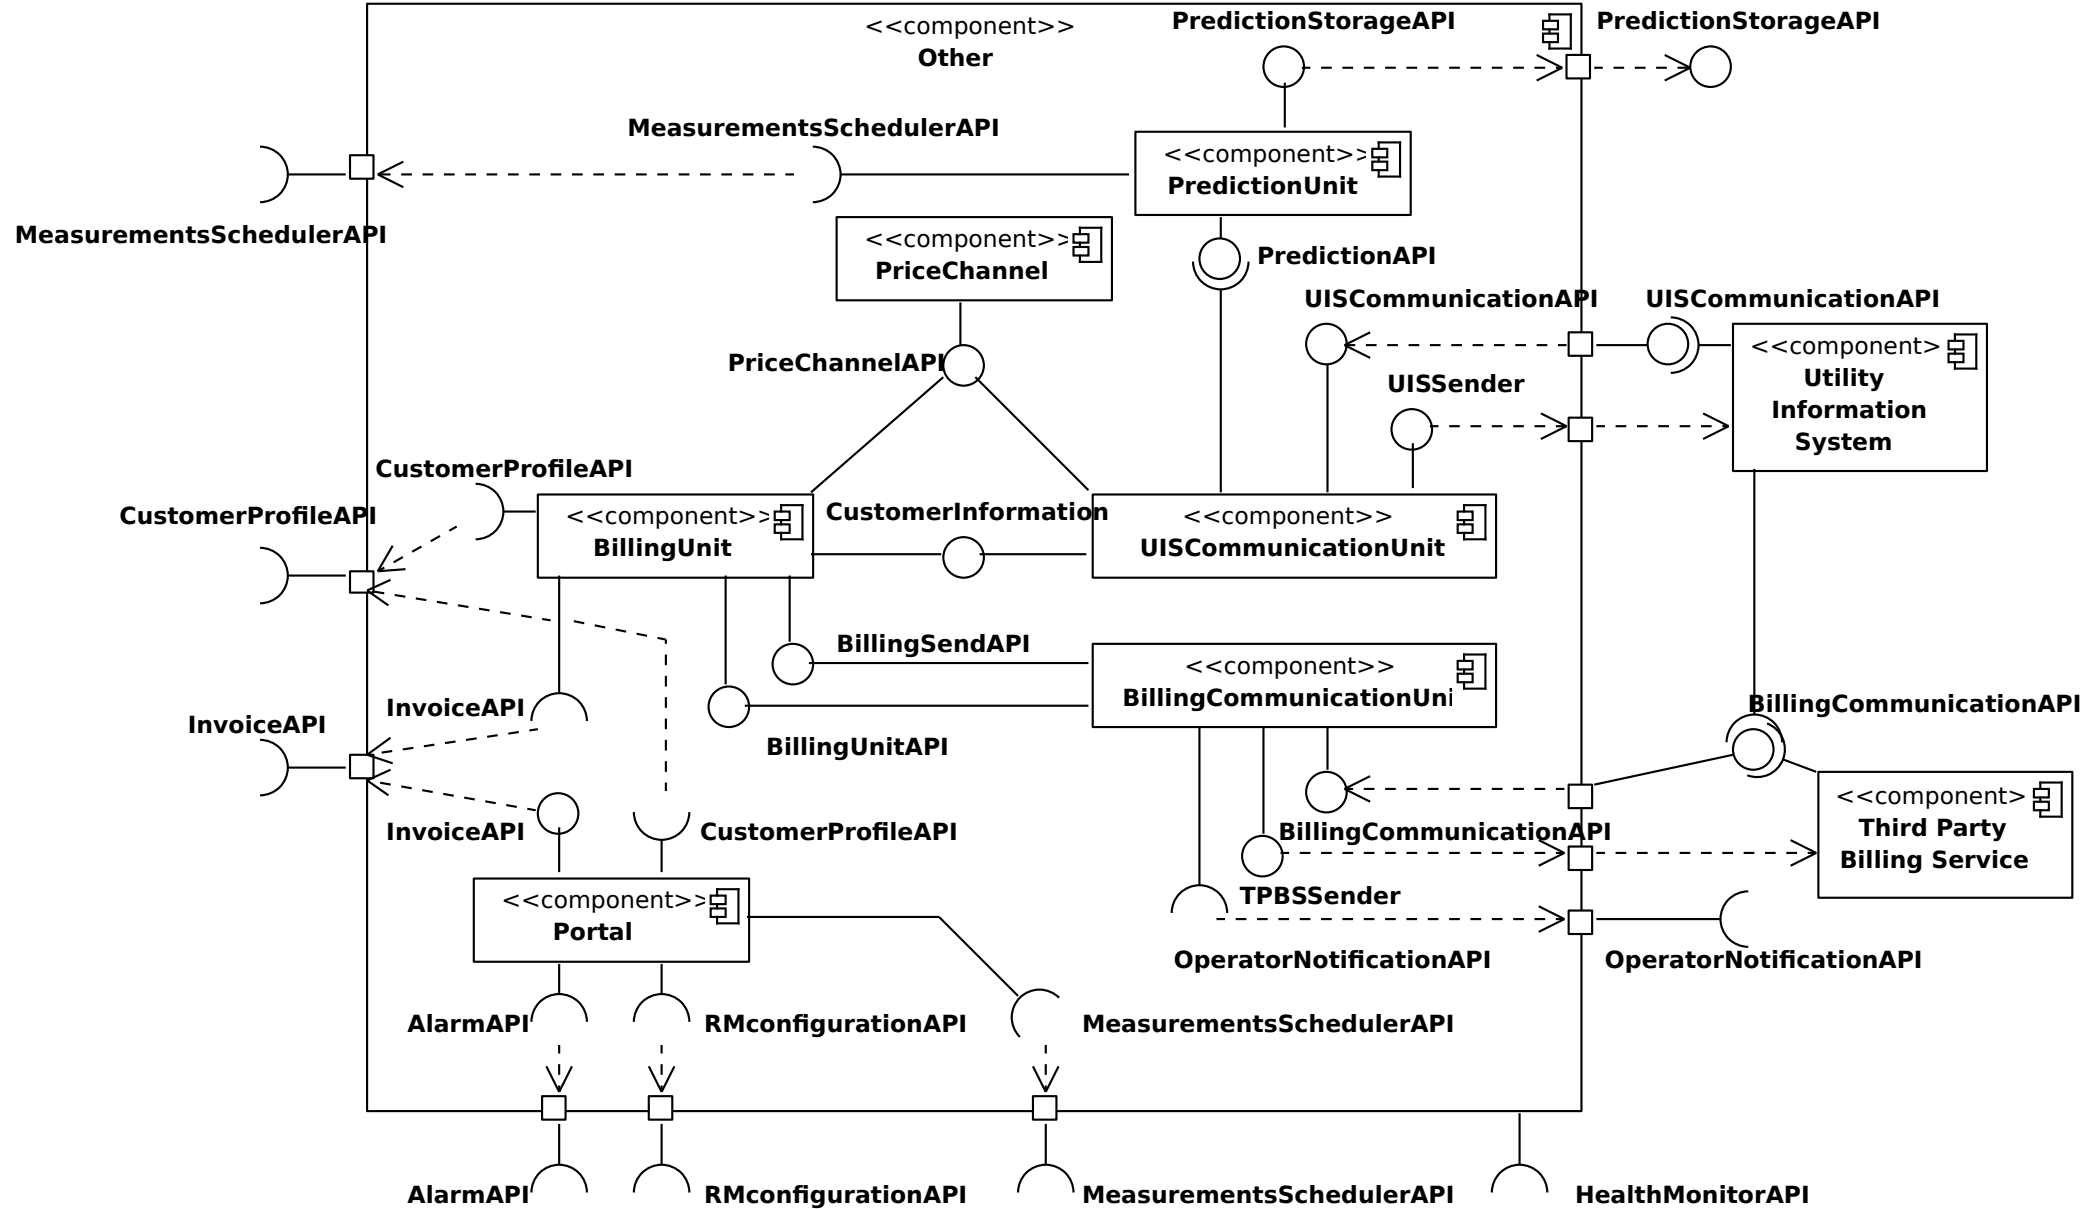 PredictionStorageAPI
PredictionStorageAPI
<<component>>
Other
MeasurementsSchedulerAPI
<<component>>
PredictionUnit
MeasurementsSchedulerAPI
<<component>>
PriceChannel
PredictionAPI
UISCommunicationAPI
UISCommunicationAPI
<<component>
Utility
Information
System
PriceChannelAPI
UISSender
CustomerProfileAPI
CustomerProfileAPI
<<component>>
BillingUnit
CustomerInformation
<<component>>
UISCommunicationUnit
BillingSendAPI
<<component>>
BillingCommunicationUni
InvoiceAPI
InvoiceAPI
BillingCommunicationAPI
BillingUnitAPI
<<component>
Third Party
Billing Service
InvoiceAPI
CustomerProfileAPI
BillingCommunicationAPI
<<component>>
Portal
TPBSSender
OperatorNotificationAPI
OperatorNotificationAPI
AlarmAPI
RMconfigurationAPI
MeasurementsSchedulerAPI
AlarmAPI
RMconfigurationAPI
MeasurementsSchedulerAPI
HealthMonitorAPI